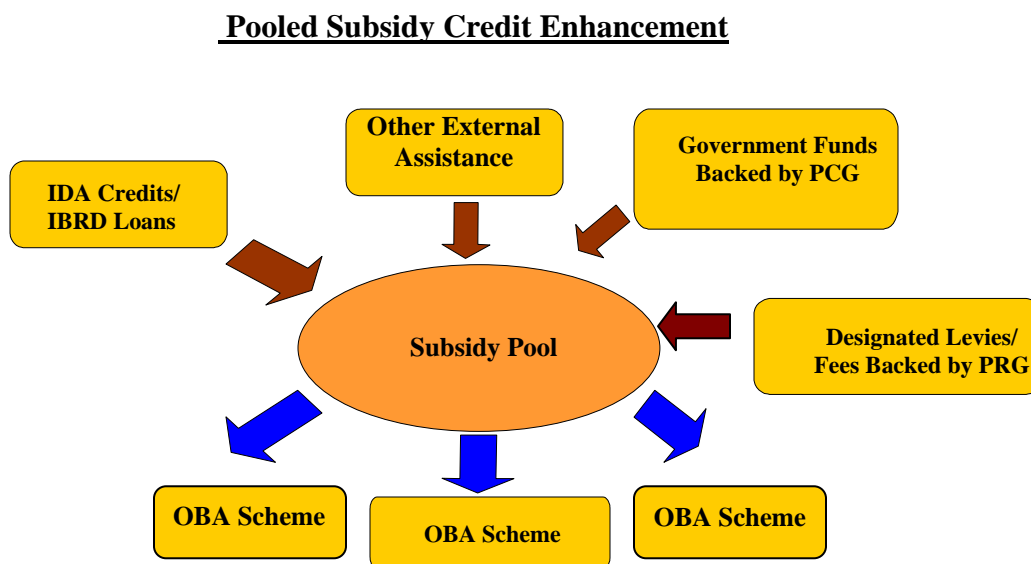 Pooled Subsidy Credit Enhancement
Other External
Assistance
Government Funds
Backed by PCG
IDA Credits/
IBRD Loans
Designated Levies/
Fees Backed by PRG
Subsidy Pool
OBA Scheme
OBA Scheme
OBA Scheme